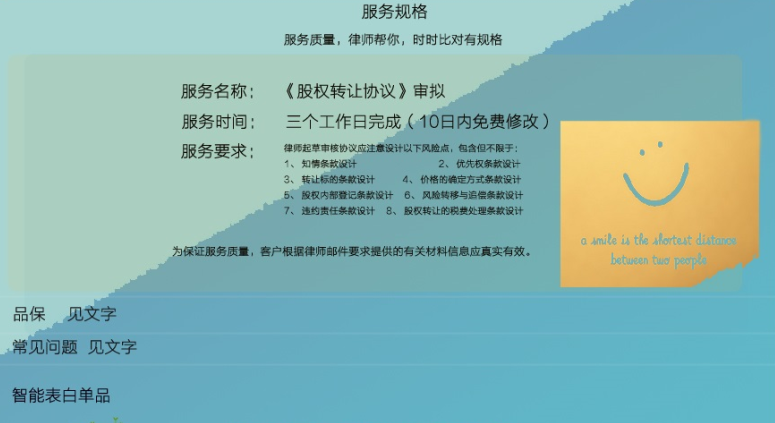 服务规格
服务质量，律师帮你，时时比对有规格
服务名称： 《股权转让协议》审拟
服务时间： 三个工作日完成（10日内免费修改）
服务要求： 律师起草审核协议应注意设计以下风险点，包含但不限于：
1、 知情条款设计 2、 优先权条款设计
3、 转让标的条款设计 4、 价格的确定方式条款设计
5、 股权内部登记条款设计 6、 风险转移与追偿条款设计
7、 违约责任条款设计 8、 股权转让的税费处理条款设计
a smile is the shortest distance
between two people
为保证服务质量，客户根据律师邮件要求提供的有关材料信息应真实有效。
品保 见文字
常见问题 见文字
智能表白单品